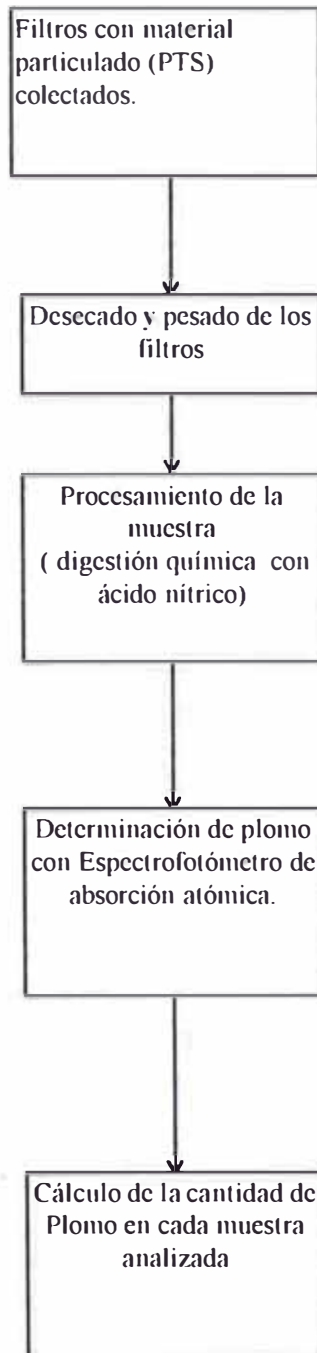 Filtros con material
particulado (PTS)
colectados.
Desecado y pesado de los
filtros
Procesamiento de la
muestra
( digestión química con
ácido nítrico)
Determinación de plomo
con Espectrofotómetro de
absorción atómica.
Cálculo de la cantidad de
Plomo en cada muestra
analizada